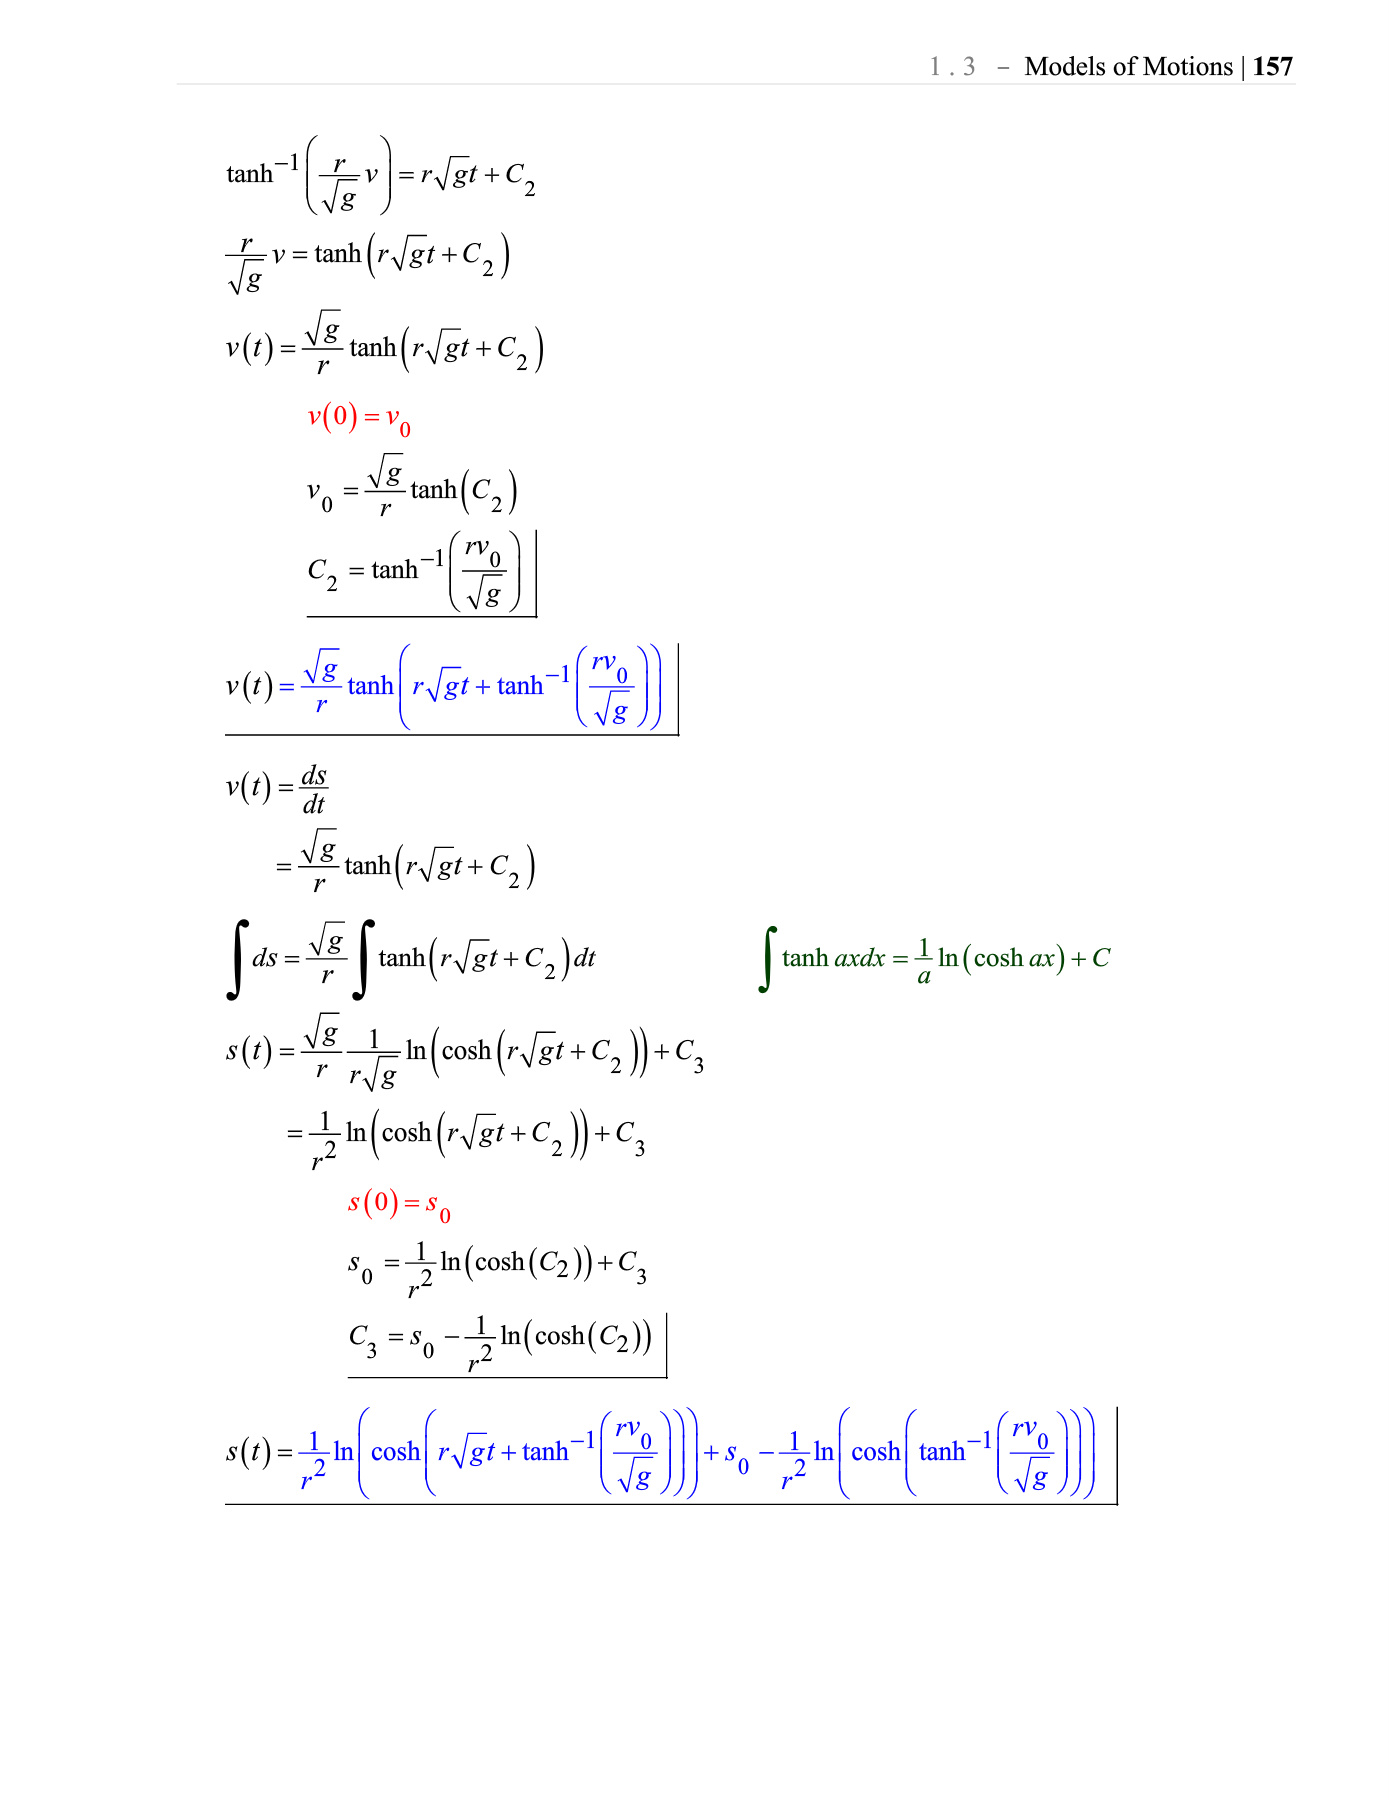 1 . 3 – Models of Motions | 157
tanh⁻¹(r/√g v) = r√g t + C₂
r/√g v = tanh(r√g t + C₂)
v(t) = √g/r tanh(r√g t + C₂)
v(0) = v₀
v₀ = √g/r tanh(C₂)
C₂ = tanh⁻¹(rv₀/√g)
v(t) = √g/r tanh(r√g t + tanh⁻¹(rv₀/√g))
v(t) = ds/dt
= √g/r tanh(r√g t + C₂)
∫ ds = √g/r ∫ tanh(r√g t + C₂) dt ∫ tanh ax dx = 1/a ln(cosh ax) + C
s(t) = √g/r 1/(r√g) ln(cosh(r√g t + C₂)) + C₃
= 1/r² ln(cosh(r√g t + C₂)) + C₃
s(0) = s₀
s₀ = 1/r² ln(cosh(C₂)) + C₃
C₃ = s₀ − 1/r² ln(cosh(C₂))
s(t) = 1/r² ln(cosh(r√g t + tanh⁻¹(rv₀/√g))) + s₀ − 1/r² ln(cosh(tanh⁻¹(rv₀/√g)))